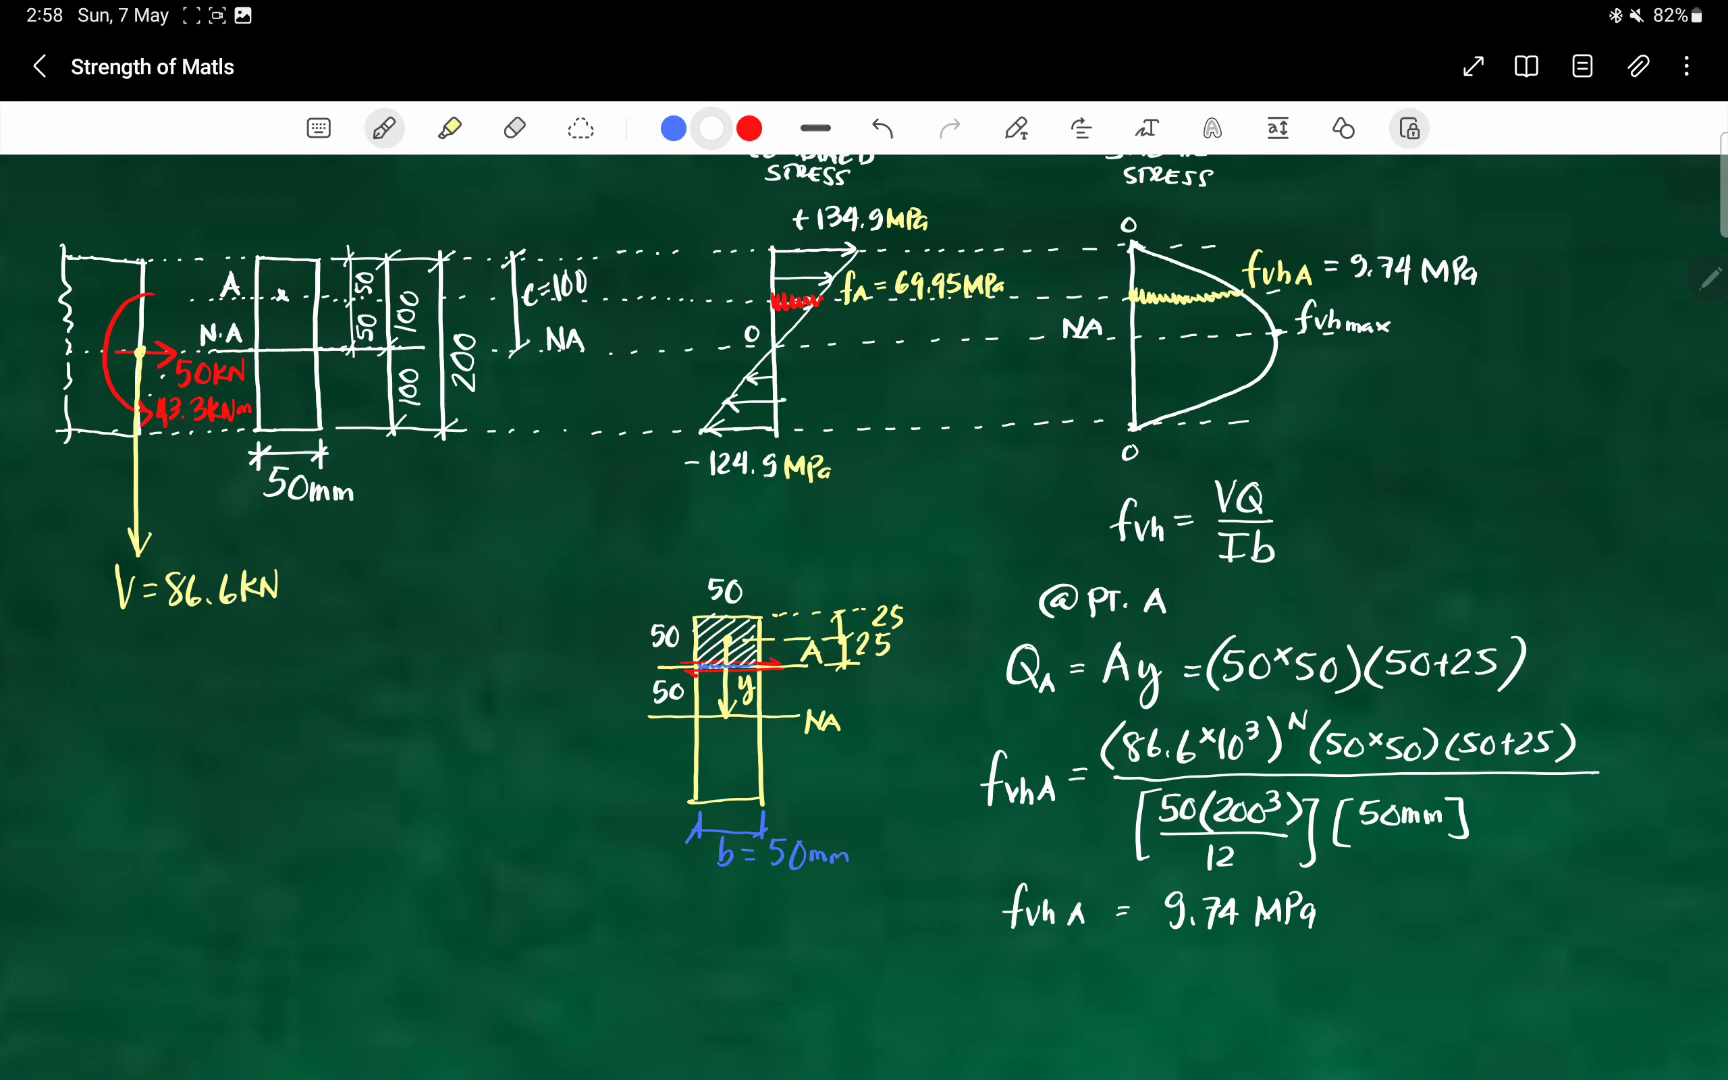 2:58 Sun, 7 May
82%
Strength of Matls
STRESS
STRESS
+134.9MPa
0
A
50
100
c=100
fA = 69.95MPa
fvhA = 9.74 MPa
N.A
50
200
NA
0
NA
fvhmax
50KN
43.3KNm
100
50mm
-124.9MPa
0
fvh = VQ
Ib
V=86.6KN
50
25
@ PT. A
50
A
25
QA = Ay = (50×50)(50+25)
50
y
NA
fvhA = (86.6×10³)ᴺ(50×50)(50+25)
[50(200³)] [50mm]
12
b=50mm
fvhA = 9.74 MPa